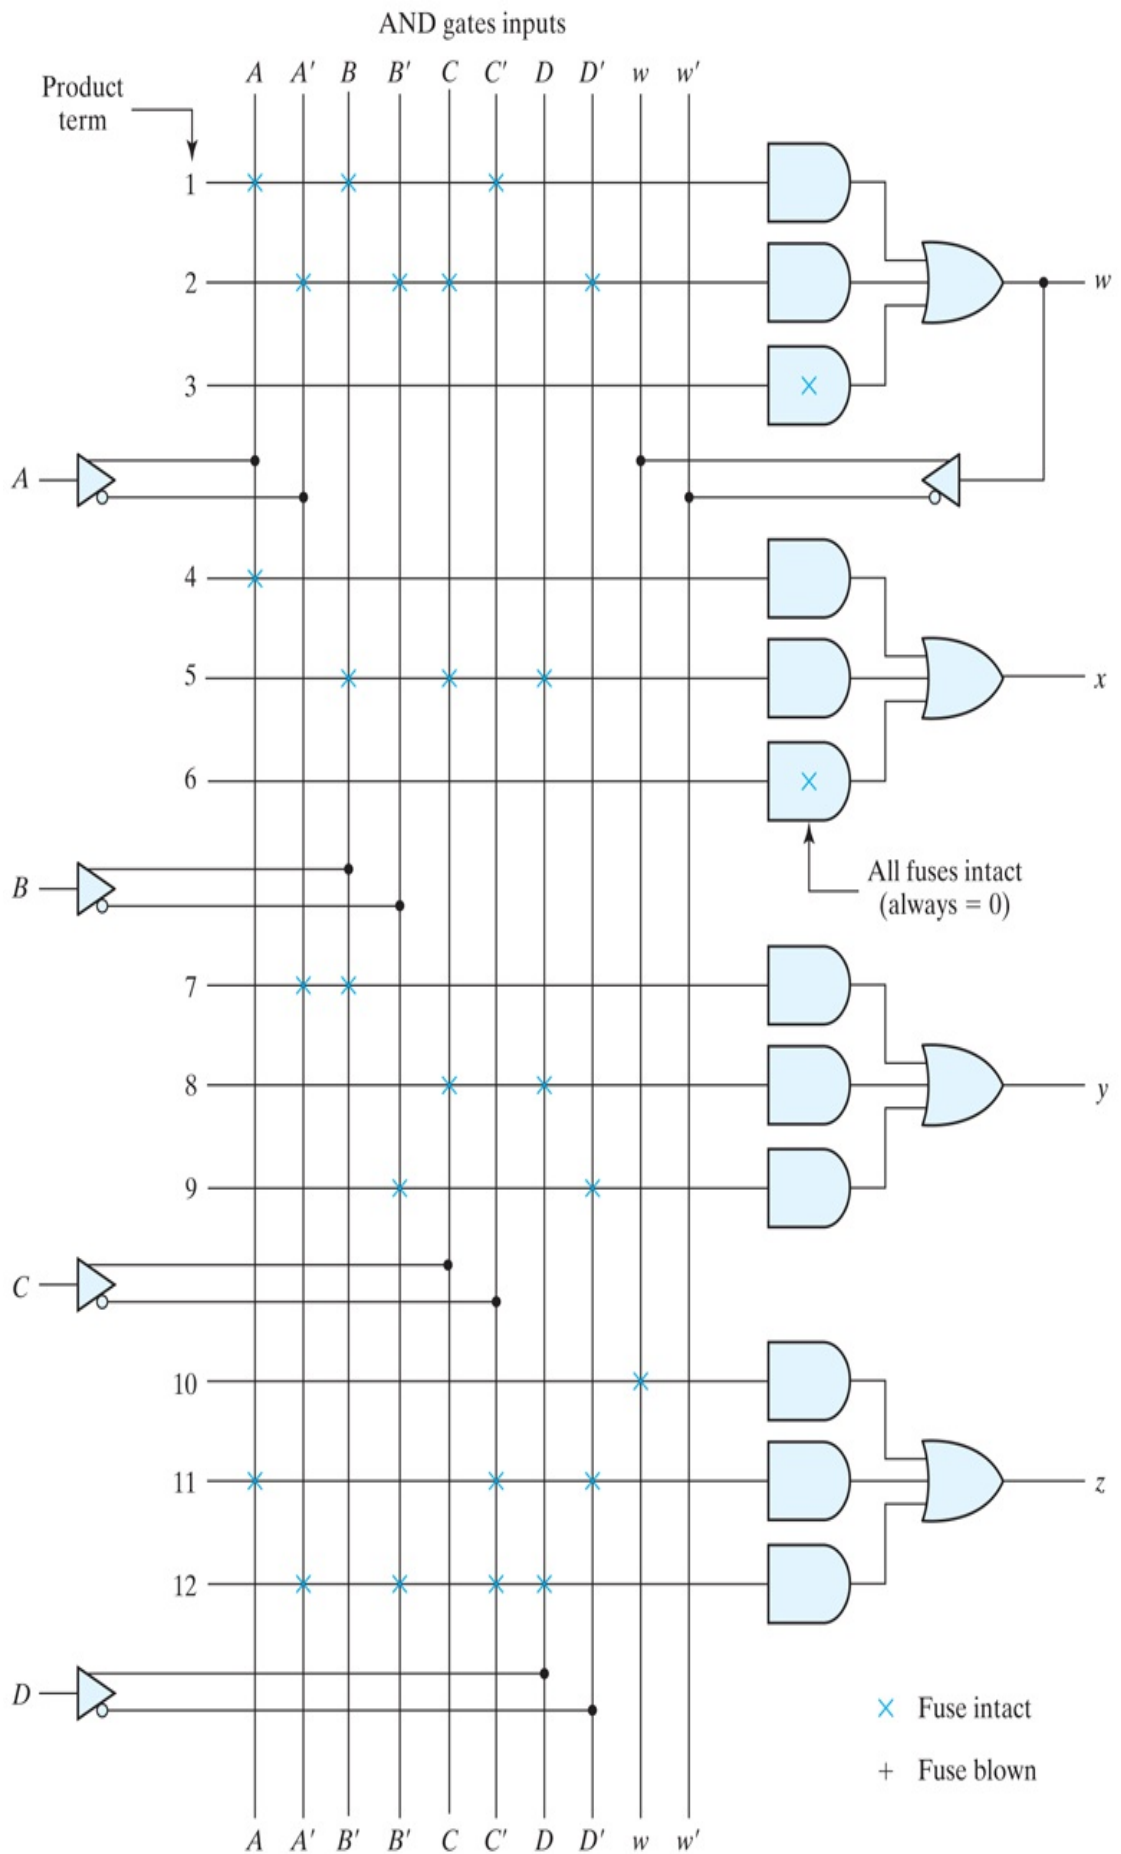 AND gates inputs
A A' B B' C C' D D' w w'
Product
term
1
2
w
3
A
4
5
x
6
All fuses intact
(always = 0)
B
7
8
y
9
C
10
11
z
12
D
× Fuse intact
+ Fuse blown
A A' B' B' C C' D D' w w'